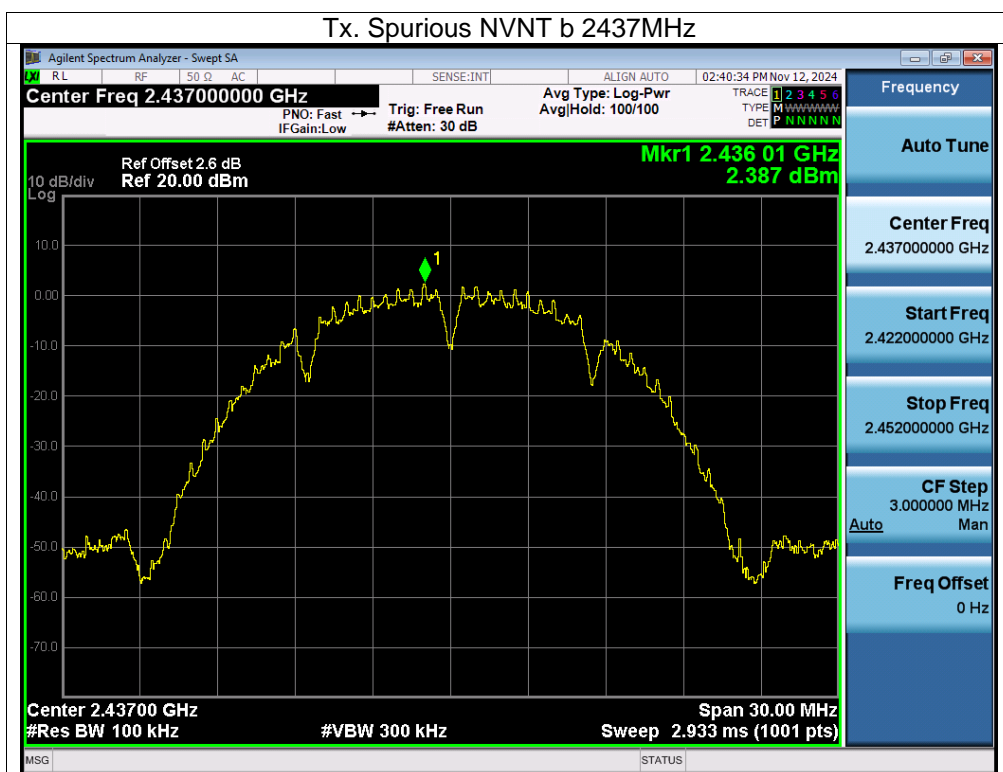 Tx. Spurious NVNT b 2437MHz
Agilent Spectrum Analyzer - Swept SA
LXI RL RF 50 Ω AC SENSE:INT ALIGN AUTO 02:40:34 PM Nov 12, 2024
Center Freq 2.437000000 GHz
PNO: Fast
IFGain:Low
Trig: Free Run
#Atten: 30 dB
Avg Type: Log-Pwr
Avg|Hold: 100/100
TRACE 1 2 3 4 5 6
TYPE M WWWWW
DET P N N N N N
Mkr1 2.436 01 GHz
2.387 dBm
Ref Offset 2.6 dB
10 dB/div Ref 20.00 dBm
Log
10.0
0.00
-10.0
-20.0
-30.0
-40.0
-50.0
-60.0
-70.0
1
Center 2.43700 GHz
Span 30.00 MHz
#Res BW 100 kHz
#VBW 300 kHz
Sweep 2.933 ms (1001 pts)
MSG
STATUS
Frequency
Auto Tune
Center Freq
2.437000000 GHz
Start Freq
2.422000000 GHz
Stop Freq
2.452000000 GHz
CF Step
3.000000 MHz
Auto Man
Freq Offset
0 Hz